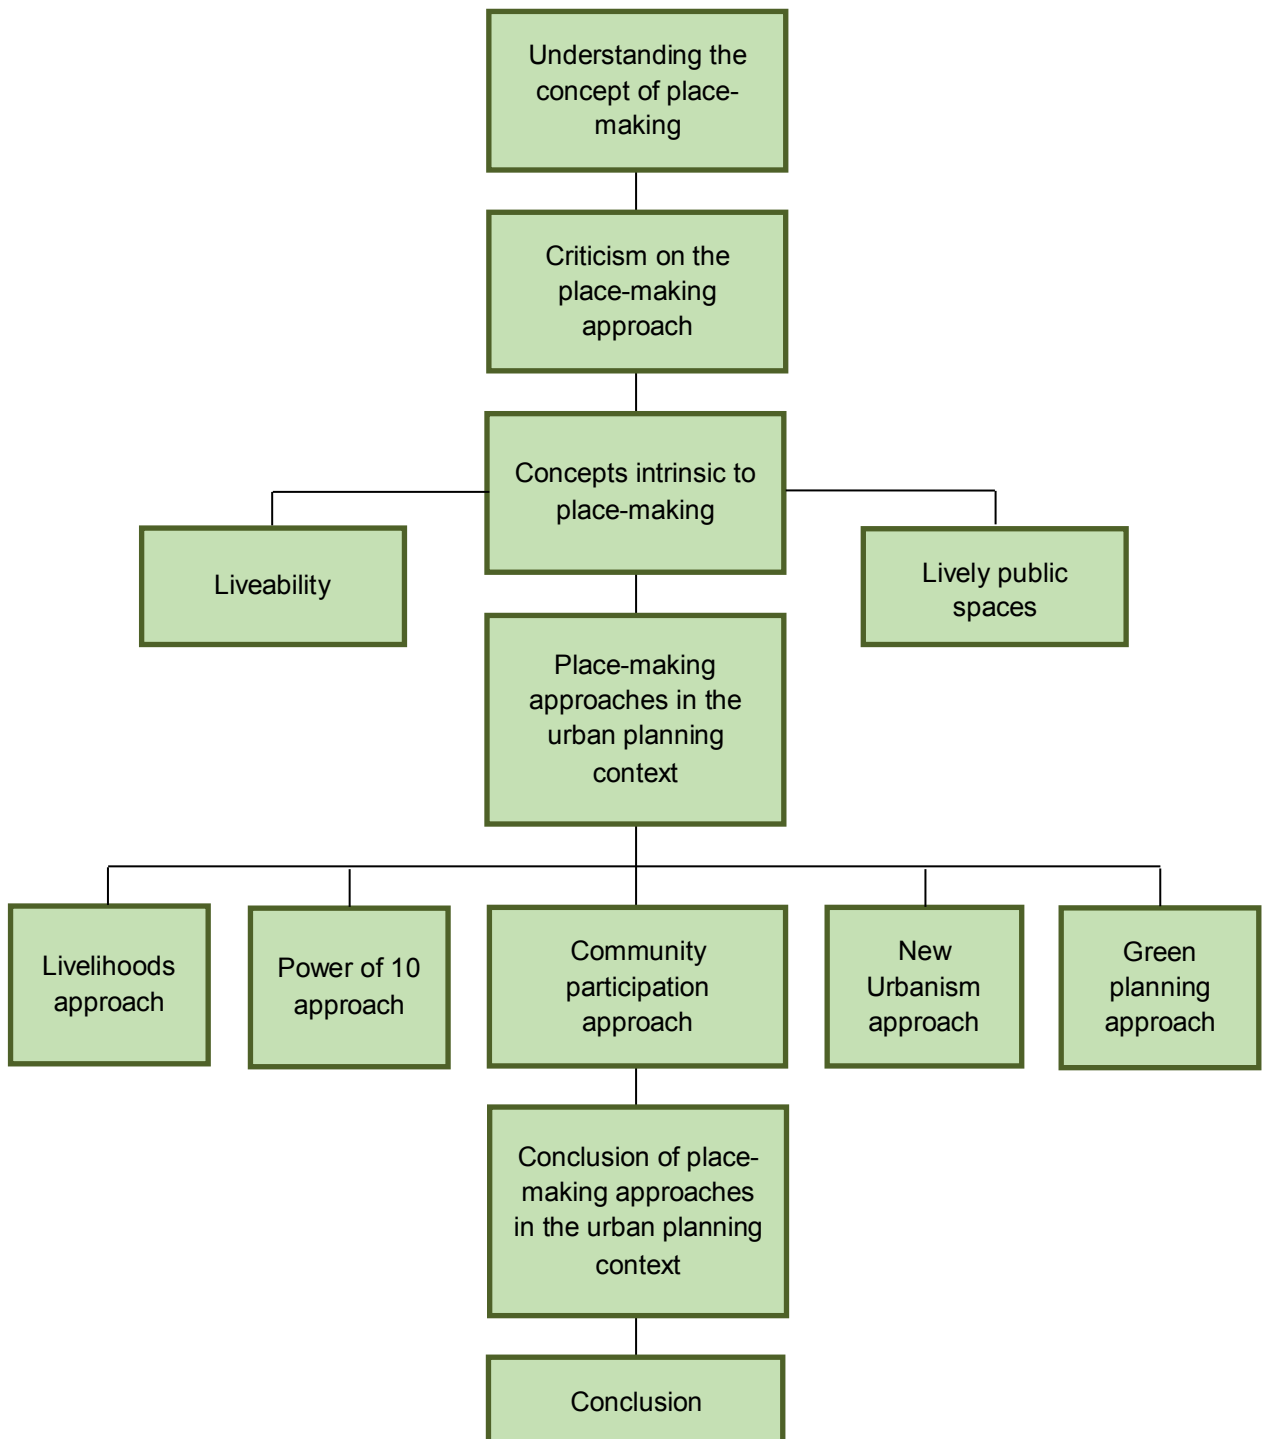 Understanding the
concept of place-
making
Criticism on the
place-making
approach
Concepts intrinsic to
place-making
Liveability
Lively public
spaces
Place-making
approaches in the
urban planning
context
Livelihoods
approach
Power of 10
approach
Community
participation
approach
New
Urbanism
approach
Green
planning
approach
Conclusion of place-
making approaches
in the urban planning
context
Conclusion